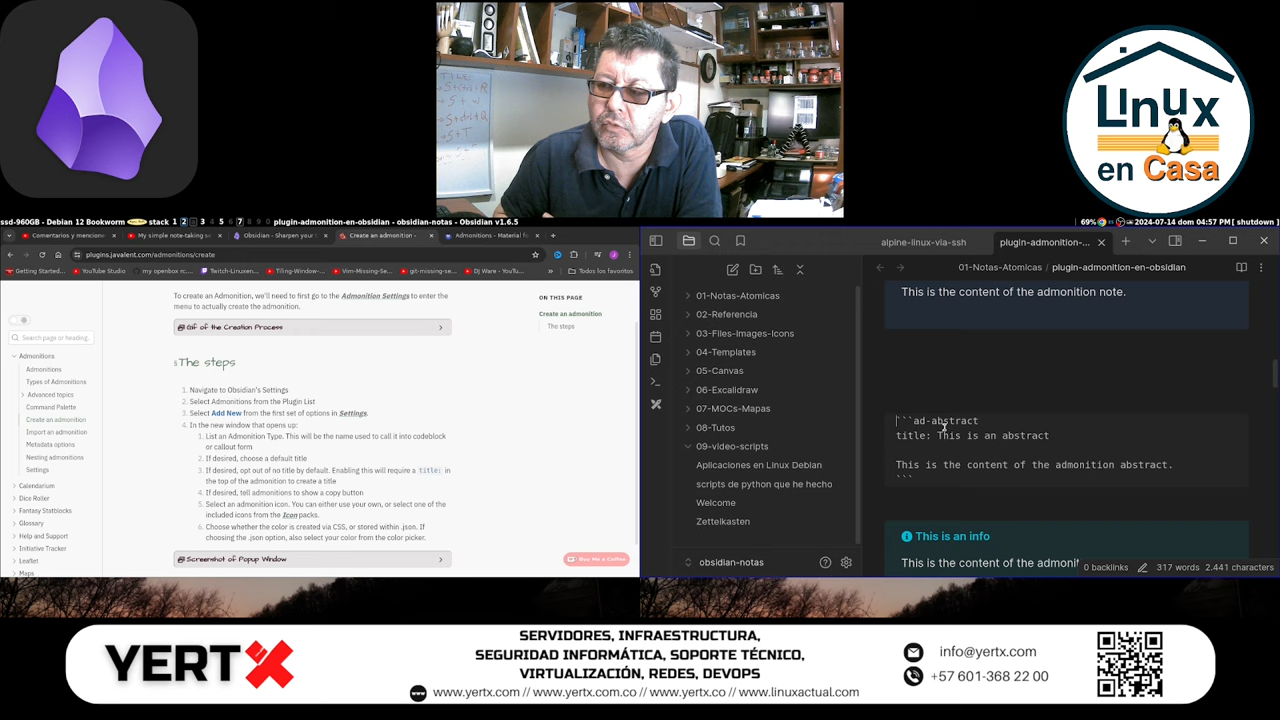 LInux
en Casa
ssd-960GB - Debian 12 Bookworm
stack 1 2 3 4 5 6 7 8 9 0
plugin-admonition-en-obsidian - obsidian-notas - Obsidian v1.6.5
69%
2024-07-14 dom 04:57 PM[ shutdown ]
Comentarios y mencione
My simple note-taking se
Obsidian - Sharpen your t
Create an admonition -
Admonitions - Material fo
plugins.javalent.com/admonitions/create
Getting Started...
YouTube Studio
my openbox rc...
Twitch-Linuxen...
Tiling-Window...
Vim-Missing-Se...
git-missing-se...
DJ Ware - YouTu...
Todos los favoritos
Search page or heading...
Admonitions
Admonitions
Types of Admonitions
Advanced topics
Command Palette
Create an admonition
Import an admonition
Metadata options
Nesting admonitions
Settings
Calendarium
Dice Roller
Fantasy Statblocks
Glossary
Help and Support
Initiative Tracker
Leaflet
Maps
To create an Admonition, we'll need to first go to the Admonition Settings to enter the
menu to actually create the admonition.
Gif of the Creation Process
The steps
1. Navigate to Obsidian's Settings
2. Select Admonitions from the Plugin List
3. Select Add New from the first set of options in Settings.
4. In the new window that opens up:
1. List an Admonition Type. This will be the name used to call it into codeblock
or callout form
2. If desired, choose a default title
3. If desired, opt out of no title by default. Enabling this will require a title: in
the top of the admonition to create a title
4. If desired, tell admonitions to show a copy button
5. Select an admonition icon. You can either use your own, or select one of the
included icons from the Icon packs.
6. Choose whether the color is created via CSS, or stored within .json. If
choosing the .json option, also select your color from the color picker.
Screenshot of Popup Window
ON THIS PAGE
Create an admonition
The steps
Buy Me a Coffee
alpine-linux-via-ssh
plugin-admonition-...
01-Notas-Atomicas / plugin-admonition-en-obsidian
01-Notas-Atomicas
02-Referencia
03-Files-Images-Icons
04-Templates
05-Canvas
06-Excalidraw
07-MOCs-Mapas
08-Tutos
09-video-scripts
Aplicaciones en Linux Debian
scripts de python que he hecho
Welcome
Zettelkasten
obsidian-notas
This is the content of the admonition note.
```ad-abstract
title: This is an abstract
This is the content of the admonition abstract.
```
This is an info
This is the content of the admonit
0 backlinks
317 words
2.441 characters
YERTX
SERVIDORES, INFRAESTRUCTURA,
SEGURIDAD INFORMÁTICA, SOPORTE TÉCNICO,
VIRTUALIZACIÓN, REDES, DEVOPS
www.yertx.com // www.yertx.com.co // www.yertx.co // www.linuxactual.com
info@yertx.com
+57 601-368 22 00